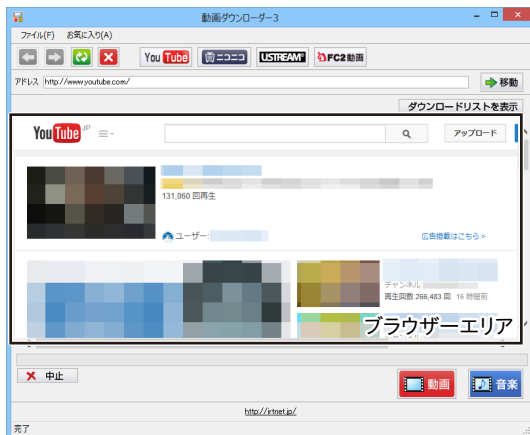 動画ダウンローダー3
ファイル(F) お気に入り(A)
You Tube ニコニコ USTREAM FC2動画
アドレス http://www.youtube.com/ 移動
ダウンロードリストを表示
You Tube JP アップロード
131,060 回再生
ユーザー:
広告掲載はこちら >
チャンネル
再生回数 266,483 回 16 時間前
ブラウザーエリア
中止
動画 音楽
http://irtnet.jp/
完了